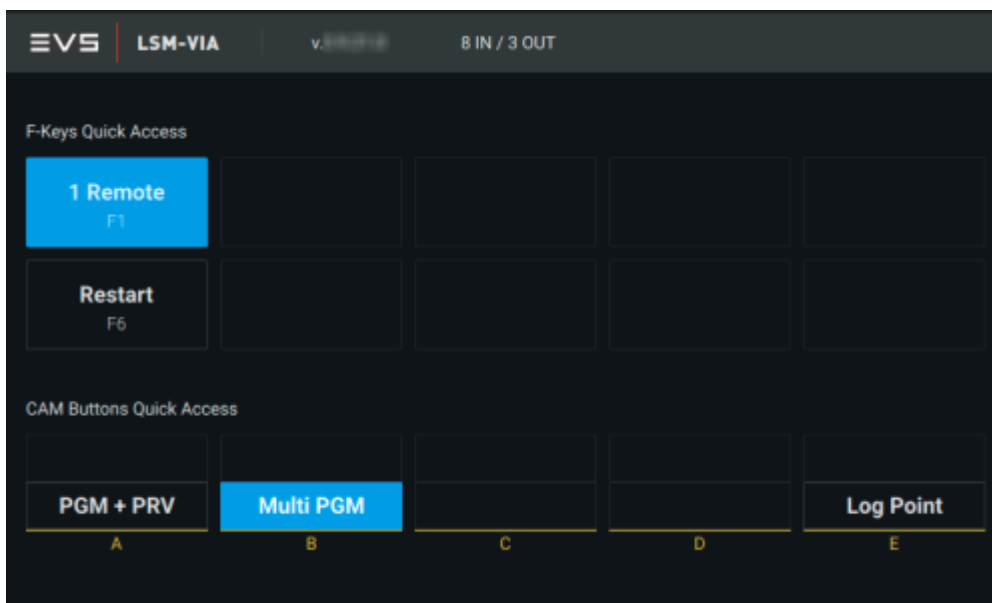 EVS LSM-VIA v. 8 IN / 3 OUT
F-Keys Quick Access
1 Remote
F1
Restart
F6
CAM Buttons Quick Access
PGM + PRV Multi PGM Log Point
A B C D E